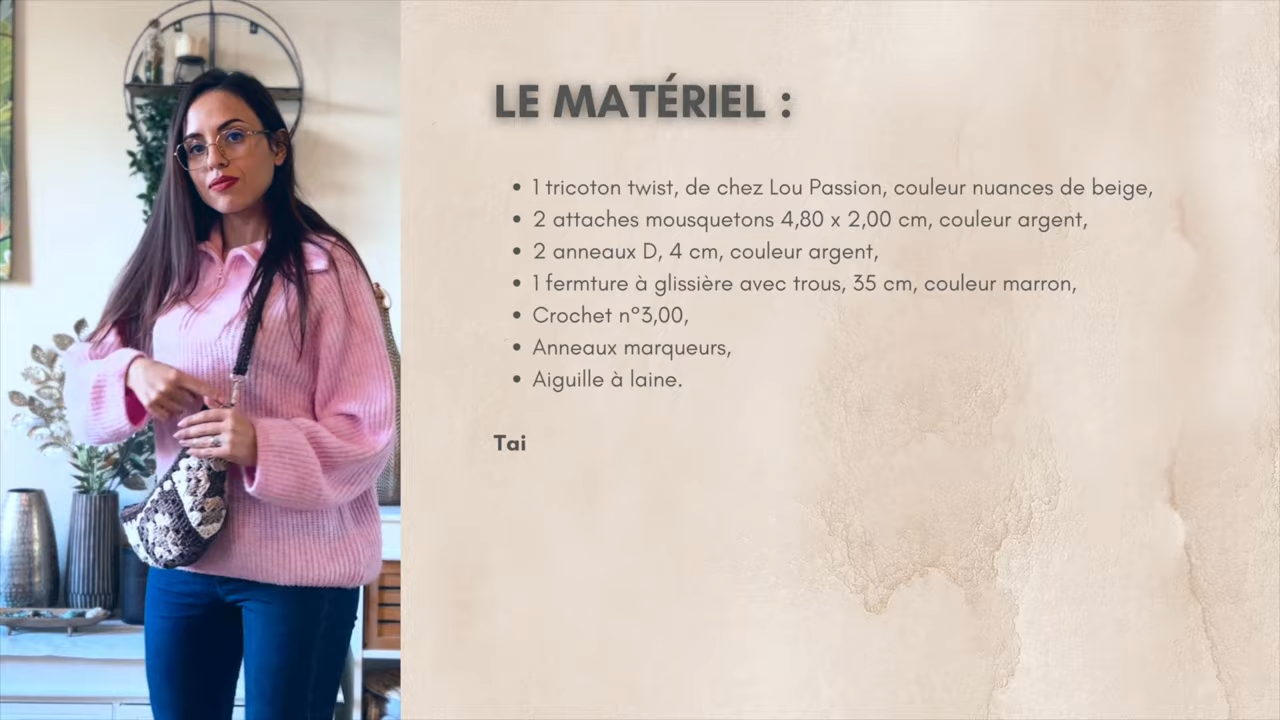 LE MATÉRIEL :
• 1 tricoton twist, de chez Lou Passion, couleur nuances de beige,
• 2 attaches mousquetons 4,80 x 2,00 cm, couleur argent,
• 2 anneaux D, 4 cm, couleur argent,
• 1 fermture à glissière avec trous, 35 cm, couleur marron,
• Crochet n°3,00,
• Anneaux marqueurs,
• Aiguille à laine.
Tai